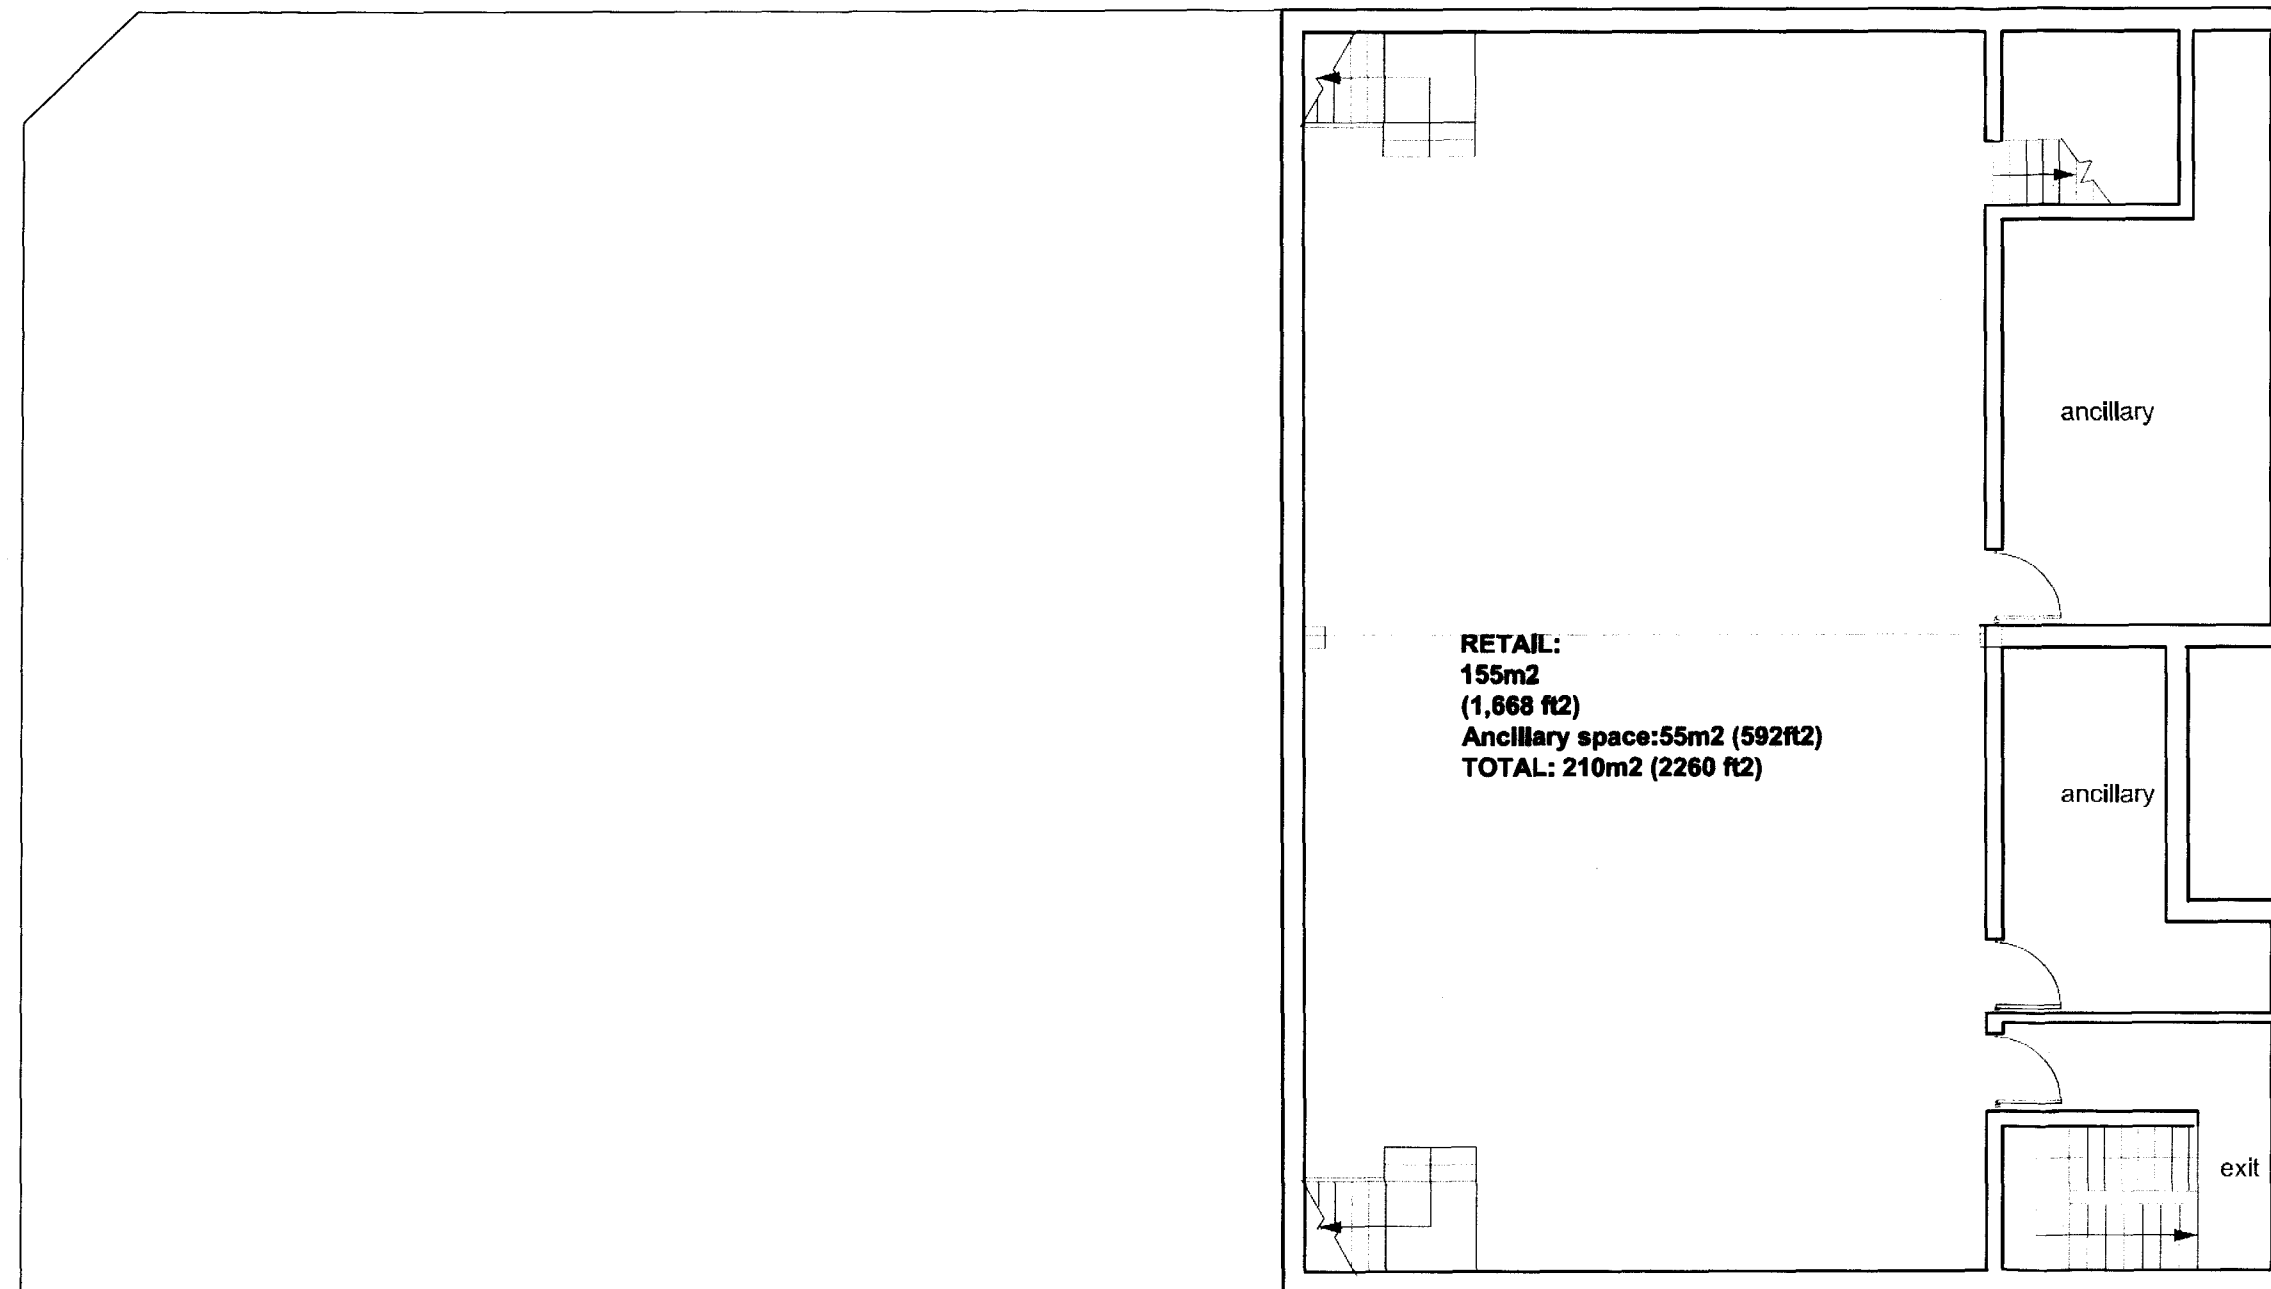 ancillary
RETAIL:
155m2
(1,668 ft2)
Ancillary space:55m2 (592ft2)
TOTAL: 210m2 (2260 ft2)
ancillary
exit